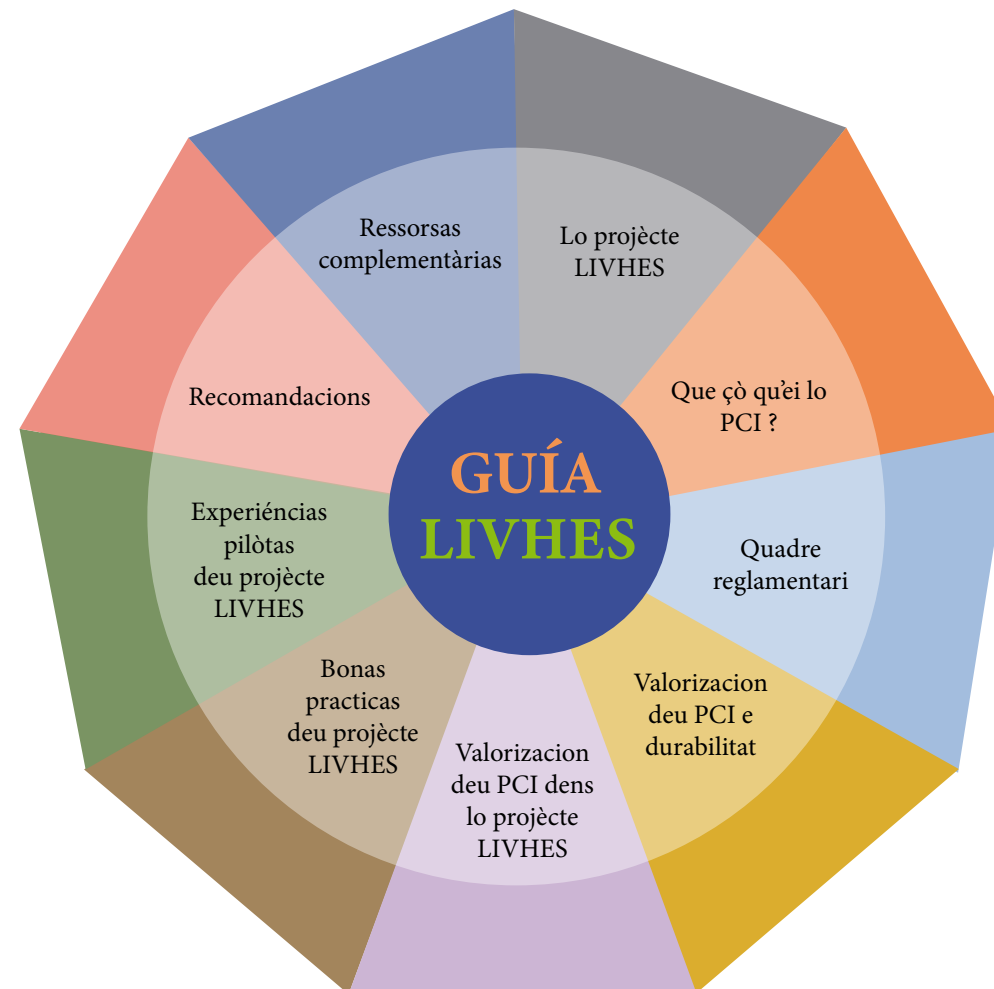 GUÍA
LIVHES
Lo projècte
LIVHES
Que çò qu'ei lo
PCI ?
Quadre
reglamentari
Valorizacion
deu PCI e
durabilitat
Valorizacion
deu PCI dens
lo projècte
LIVHES
Bonas
practicas
deu projècte
LIVHES
Experiéncias
pilòtas
deu projècte
LIVHES
Recomandacions
Ressorsas
complementàrias